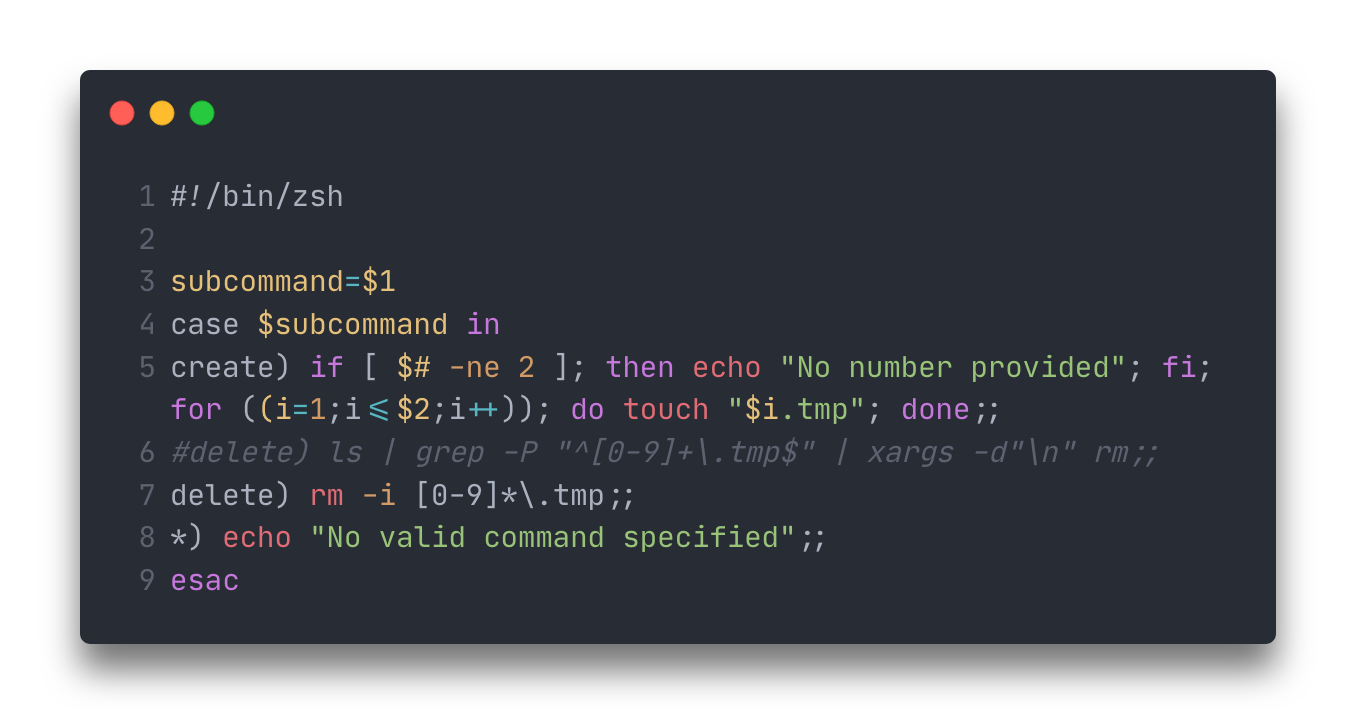 1 #!/bin/zsh
2
3 subcommand=$1
4 case $subcommand in
5 create) if [ $# -ne 2 ]; then echo "No number provided"; fi;
for ((i=1;i<=$2;i++)); do touch "$i.tmp"; done;;
6 #delete) ls | grep -P "^[0-9]+\.tmp$" | xargs -d"\n" rm;;
7 delete) rm -i [0-9]*\.tmp;;
8 *) echo "No valid command specified";;
9 esac